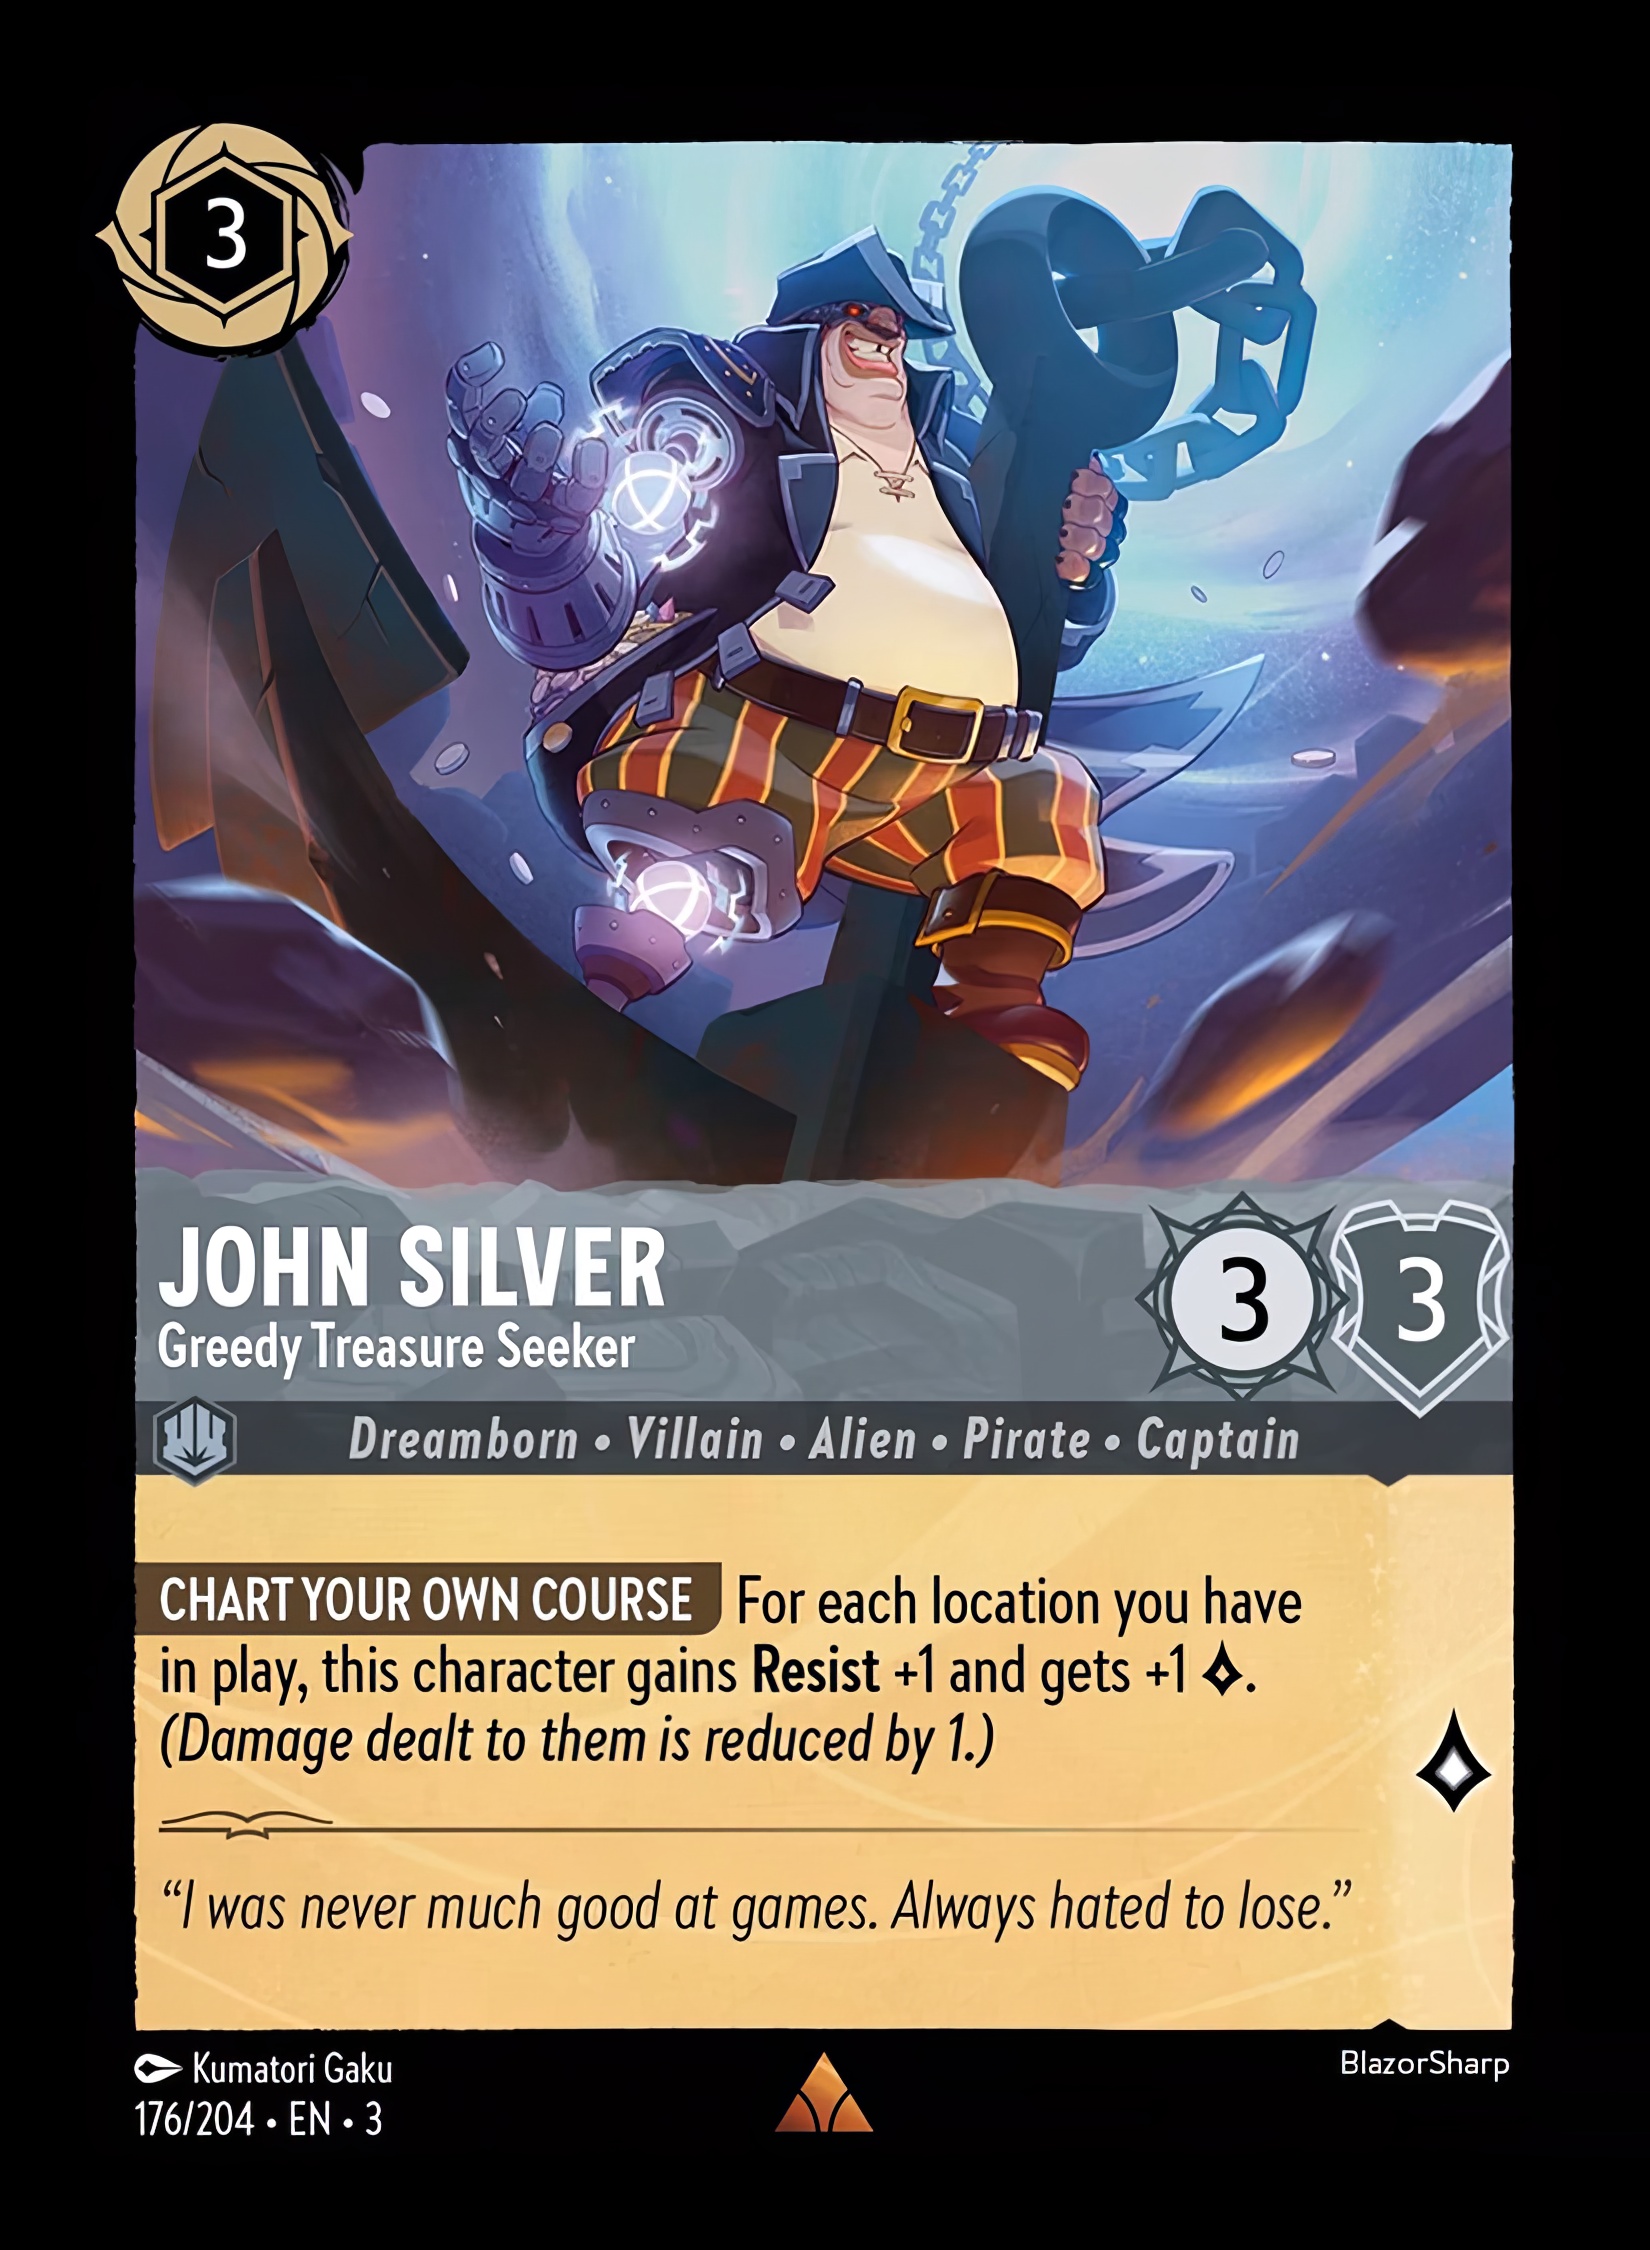 3
JOHN SILVER
Greedy Treasure Seeker
3
3
Dreamborn • Villain • Alien • Pirate • Captain
CHART YOUR OWN COURSE For each location you have
in play, this character gains Resist +1 and gets +1 .
(Damage dealt to them is reduced by 1.)
“I was never much good at games. Always hated to lose.”
Kumatori Gaku
BlazorSharp
176/204 • EN • 3